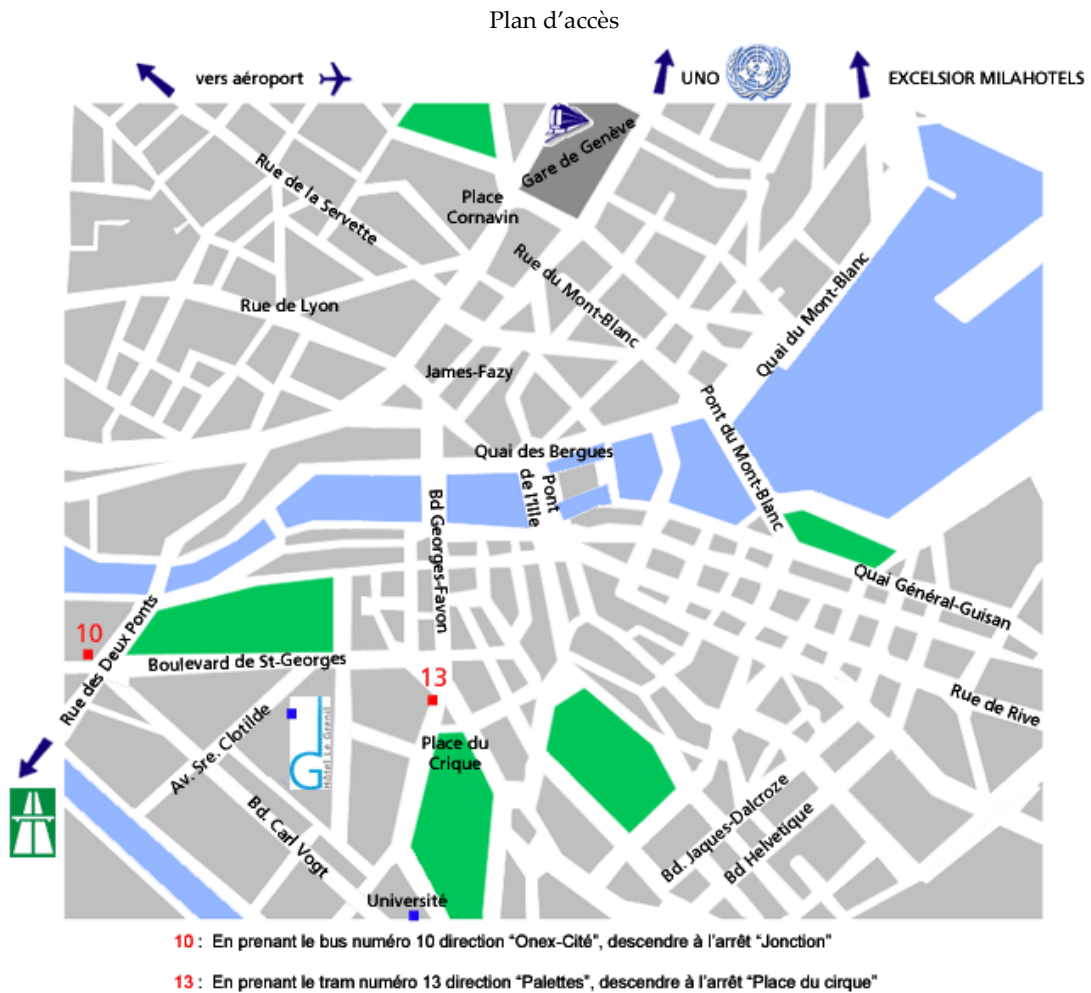 Plan d'accès
vers aéroport
UNO
EXCELSIOR MILAHOTELS
Gare de Genève
Rue de la Servette
Place
Cornavin
Rue du Mont-Blanc
Quai du Mont-Blanc
Rue de Lyon
James-Fazy
Pont du Mont-Blanc
Quai des Bergues
Pont
de l'Ille
Bd Georges-Favon
Quai Général-Guisan
10
Rue des Deux Ponts
Boulevard de St-Georges
13
Rue de Rive
Av. Sre. Clotilde
G
Hôtel Le Grenil
Place du
Crique
Bd. Carl Vogt
Bd. Jaques-Dalcroze
Bd Helvetique
Université
10 : En prenant le bus numéro 10 direction "Onex-Cité", descendre à l'arrêt "Jonction"
13 : En prenant le tram numéro 13 direction "Palettes", descendre à l'arrêt "Place du cirque"